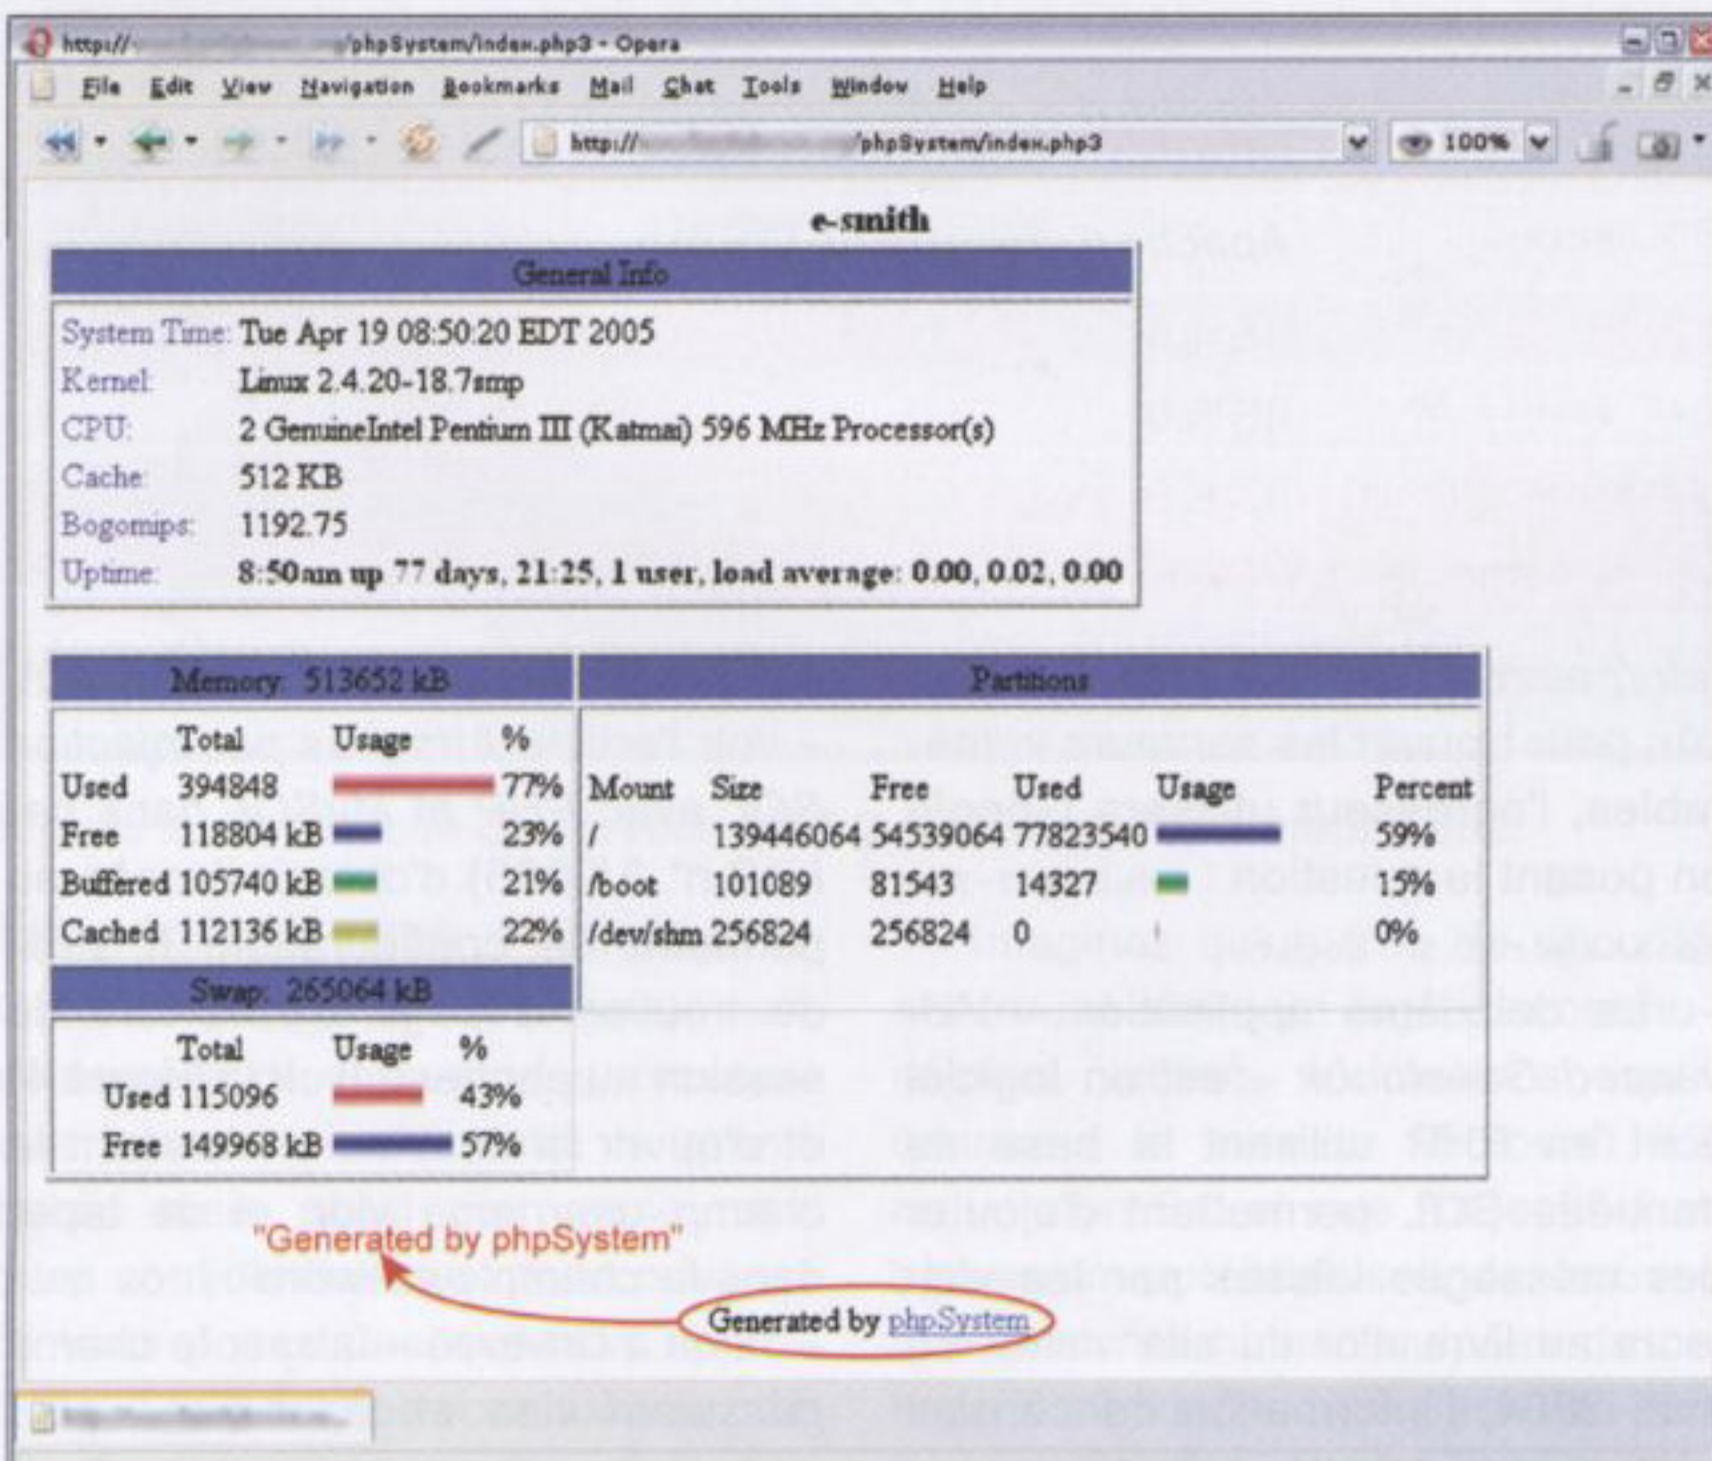 http:// /phpSystem/index.php3 - Opera
File Edit View Navigation Bookmarks Mail Chat Tools Window Help
http:// /phpSystem/index.php3 100%
e-smith
General Info
System Time: Tue Apr 19 08:50:20 EDT 2005
Kernel: Linux 2.4.20-18.7smp
CPU: 2 GenuineIntel Pentium III (Katmai) 596 MHz Processor(s)
Cache: 512 KB
Bogomips: 1192.75
Uptime: 8:50am up 77 days, 21:25, 1 user, load average: 0.00, 0.02, 0.00
Memory: 513652 kB
Total Usage %
Used 394848 77%
Free 118804 kB 23%
Buffered 105740 kB 21%
Cached 112136 kB 22%
Swap: 265064 kB
Total Usage %
Used 115096 43%
Free 149968 kB 57%
Partitions
Mount Size Free Used Usage Percent
/ 139446064 54539064 77823540 59%
/boot 101089 81543 14327 15%
/dev/shm 256824 256824 0 0%
"Generated by phpSystem"
Generated by phpSystem